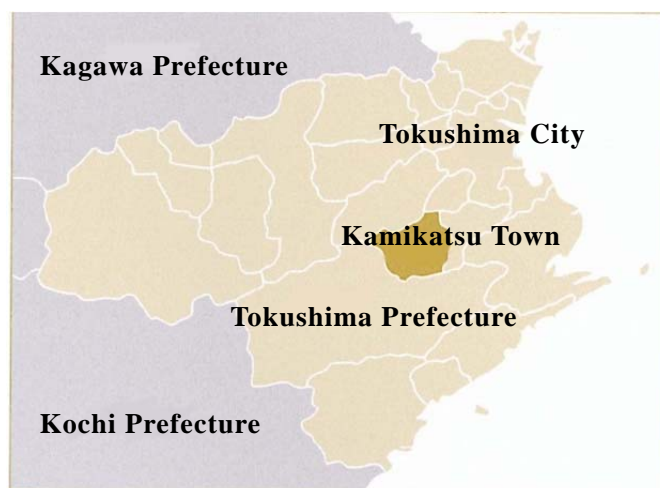 Kagawa Prefecture
Tokushima City
Kamikatsu Town
Tokushima Prefecture
Kochi Prefecture